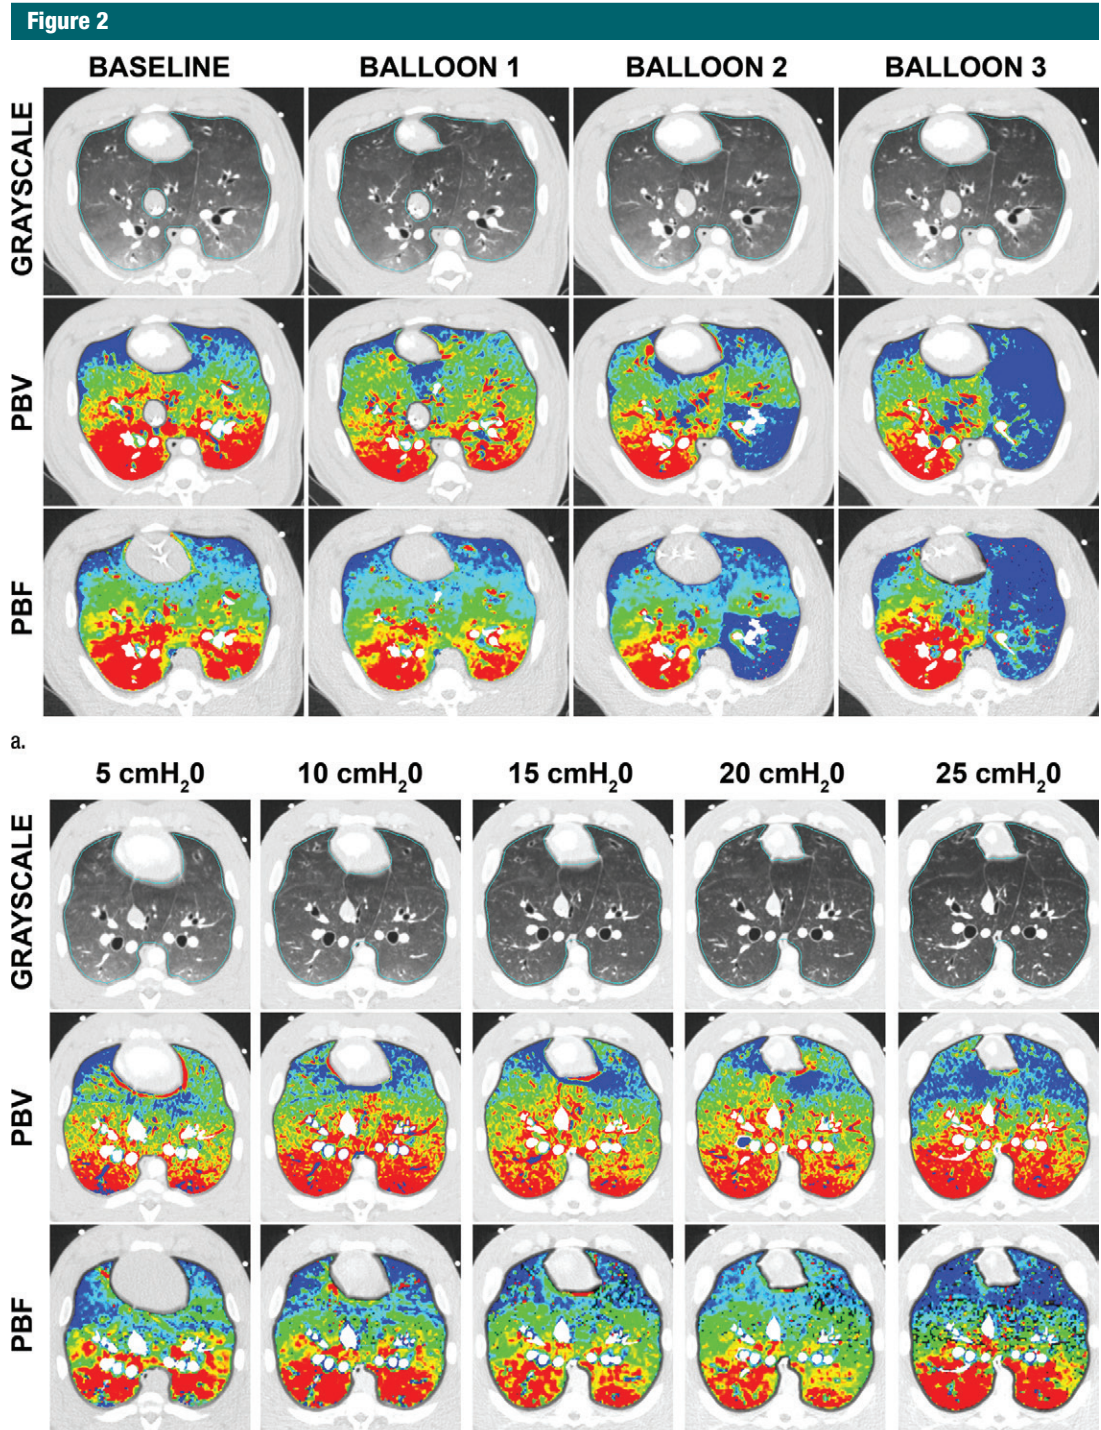 Figure 2
BASELINE BALLOON 1 BALLOON 2 BALLOON 3
GRAYSCALE
PBV
PBF
a.
5 cmH₂0 10 cmH₂0 15 cmH₂0 20 cmH₂0 25 cmH₂0
GRAYSCALE
PBV
PBF